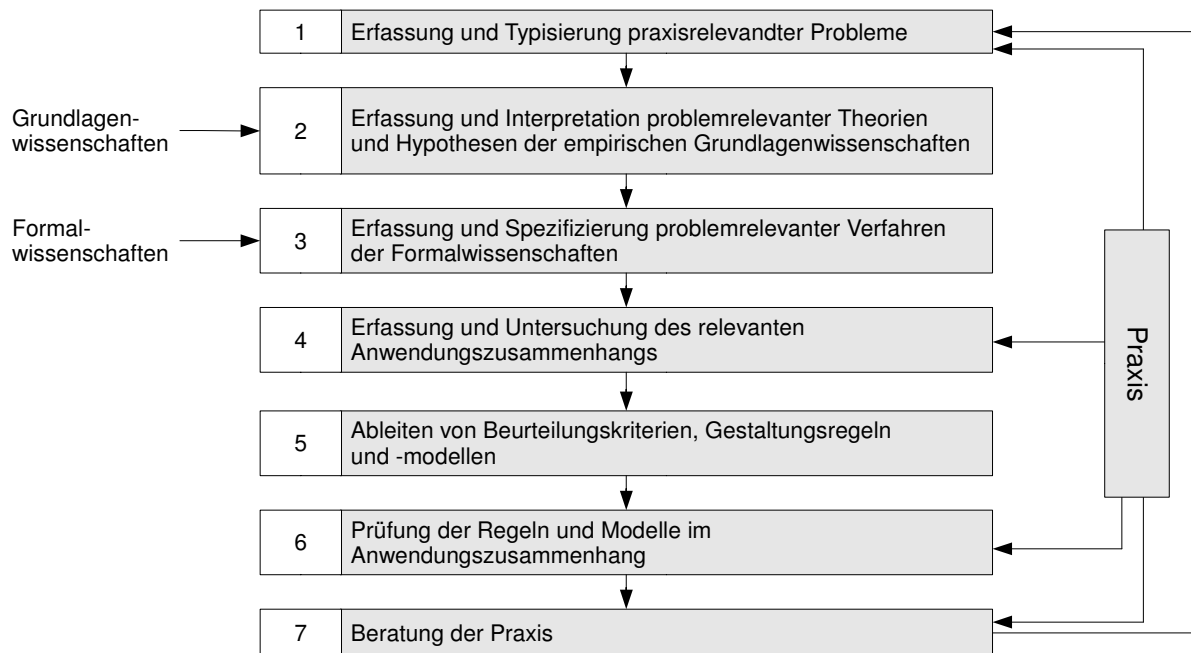 1
Erfassung und Typisierung praxisrelevandter Probleme
Grundlagen-
wissenschaften
2
Erfassung und Interpretation problemrelevanter Theorien
und Hypothesen der empirischen Grundlagenwissenschaften
Formal-
wissenschaften
3
Erfassung und Spezifizierung problemrelevanter Verfahren
der Formalwissenschaften
4
Erfassung und Untersuchung des relevanten
Anwendungszusammenhangs
5
Ableiten von Beurteilungskriterien, Gestaltungsregeln
und -modellen
6
Prüfung der Regeln und Modelle im
Anwendungszusammenhang
7
Beratung der Praxis
Praxis